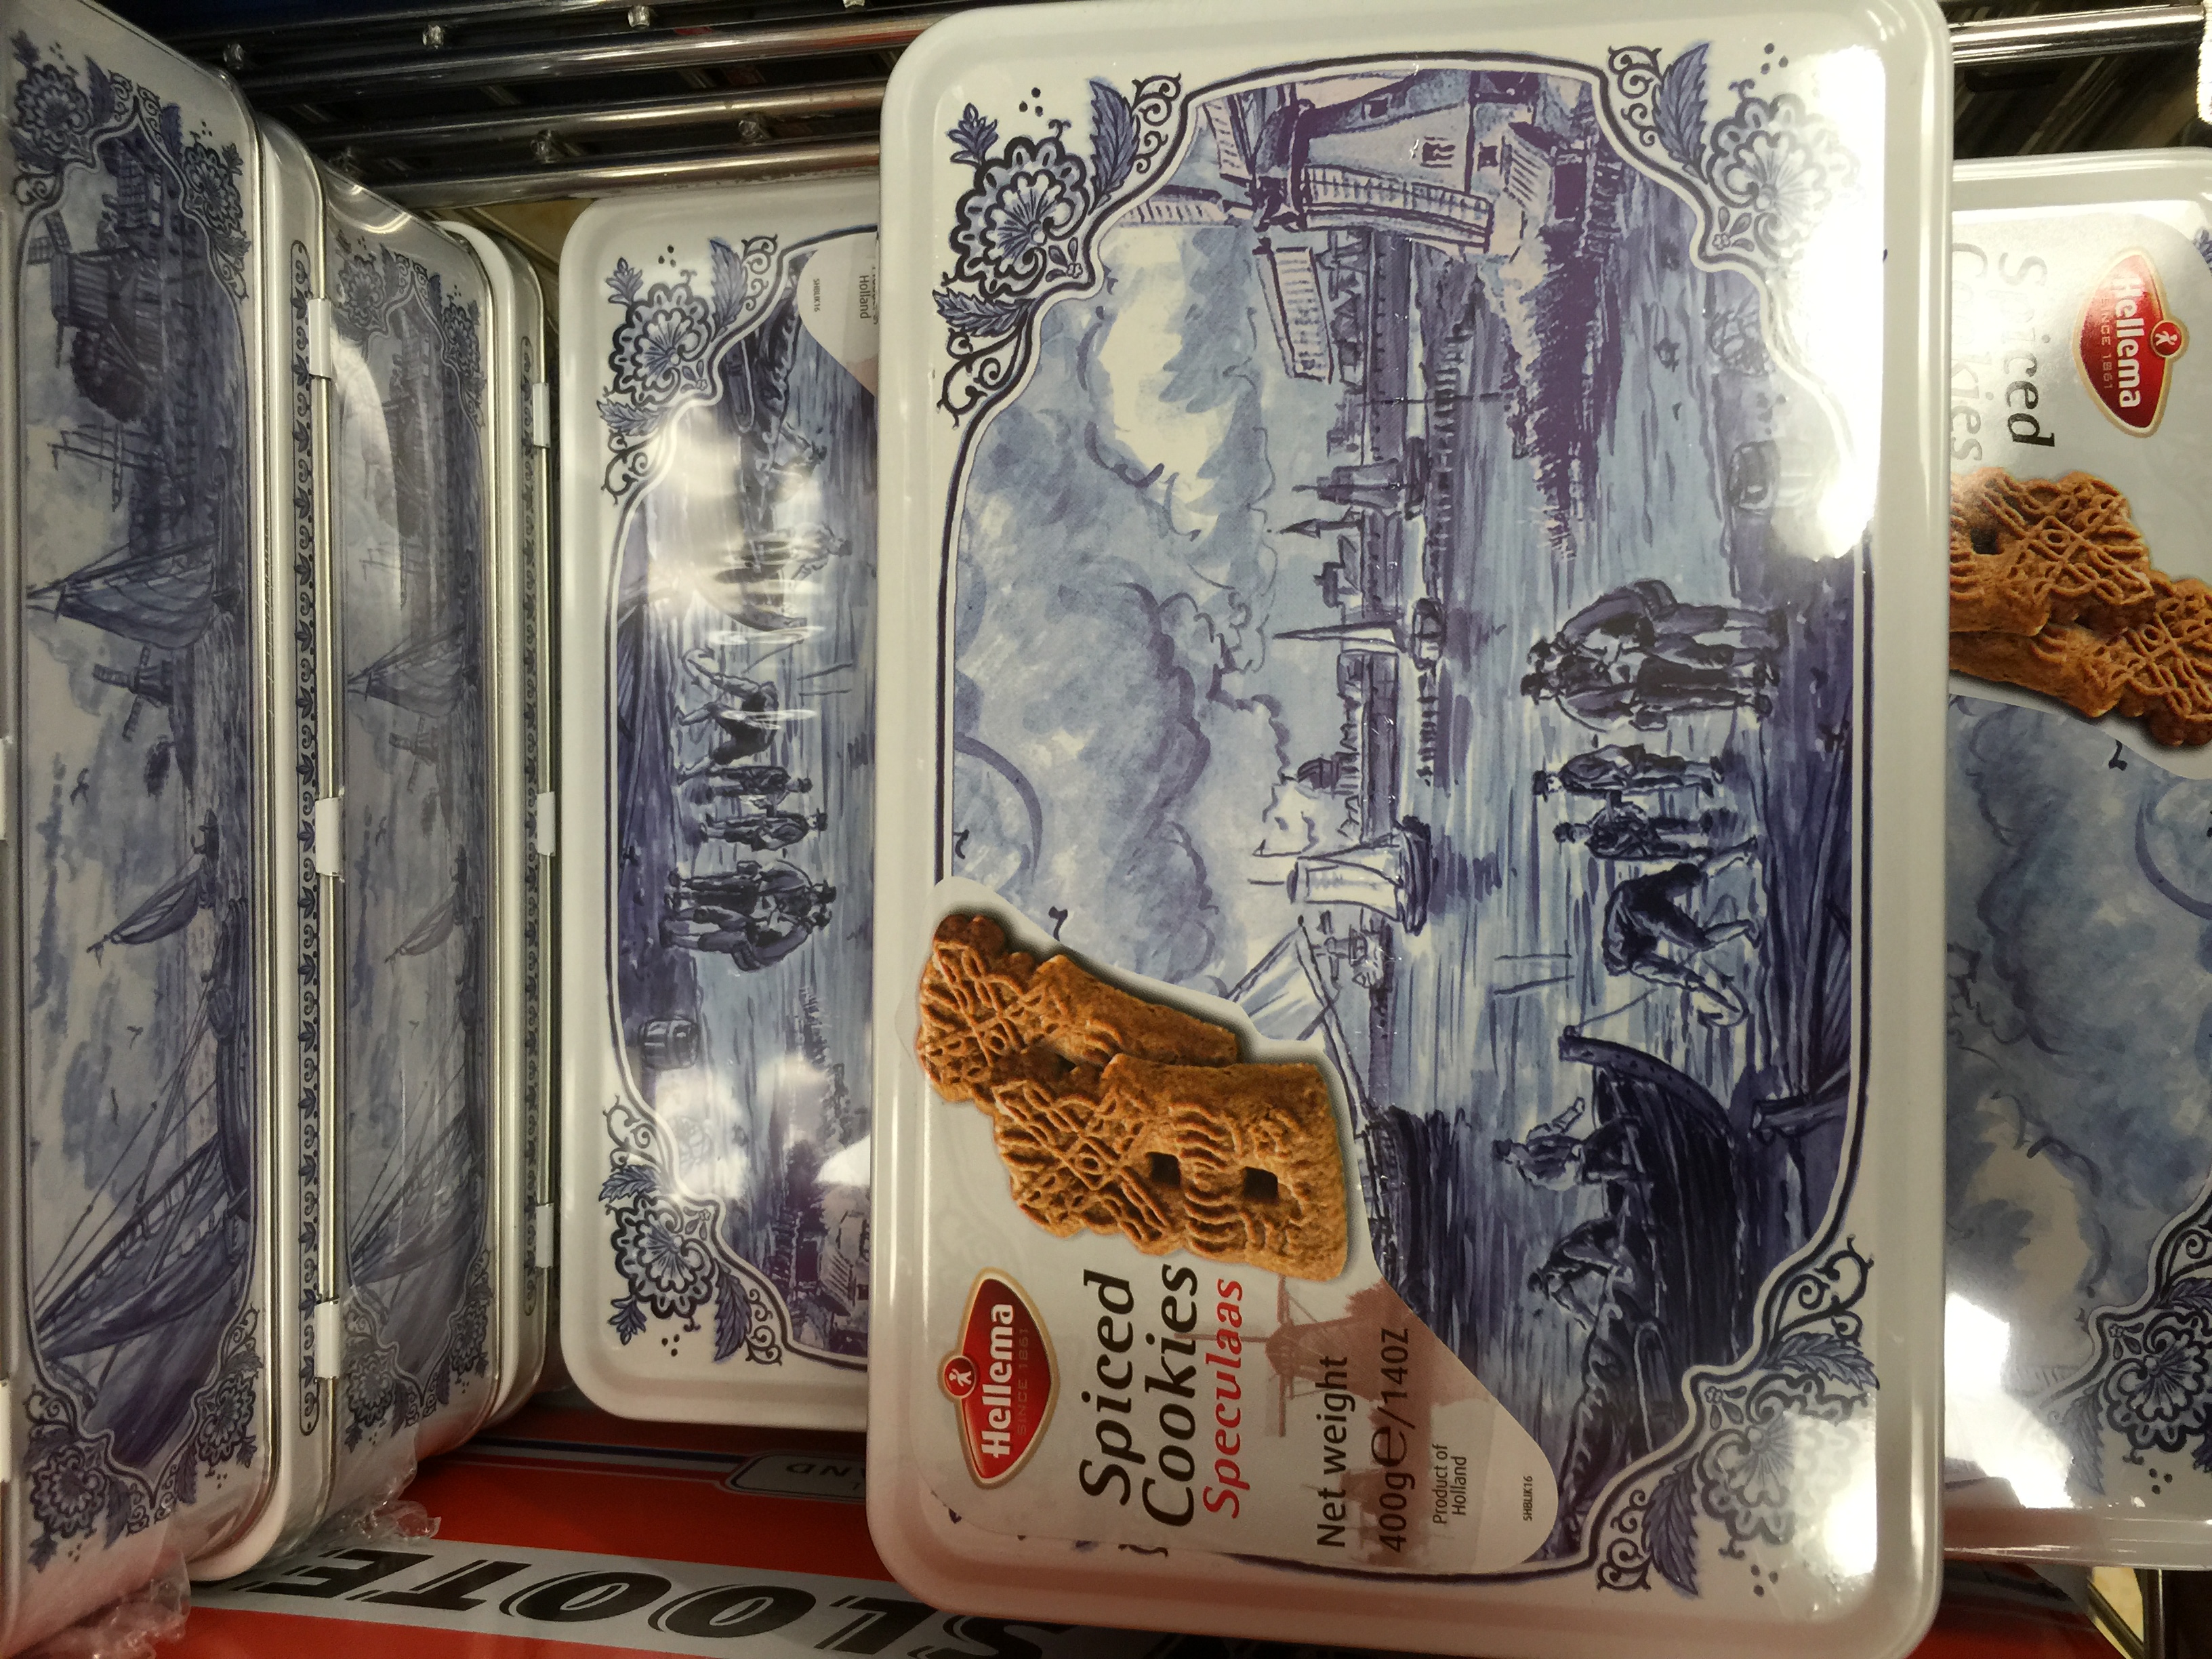 Hellema
SINCE 1861
Spiced
Cookies
Speculaas
Net weight
400g℮/14OZ
Product of
Holland
SHBLIK16
Hellema
SINCE 1861
Spiced
Cookies
Holland
SHBLIK16
SLOOTE